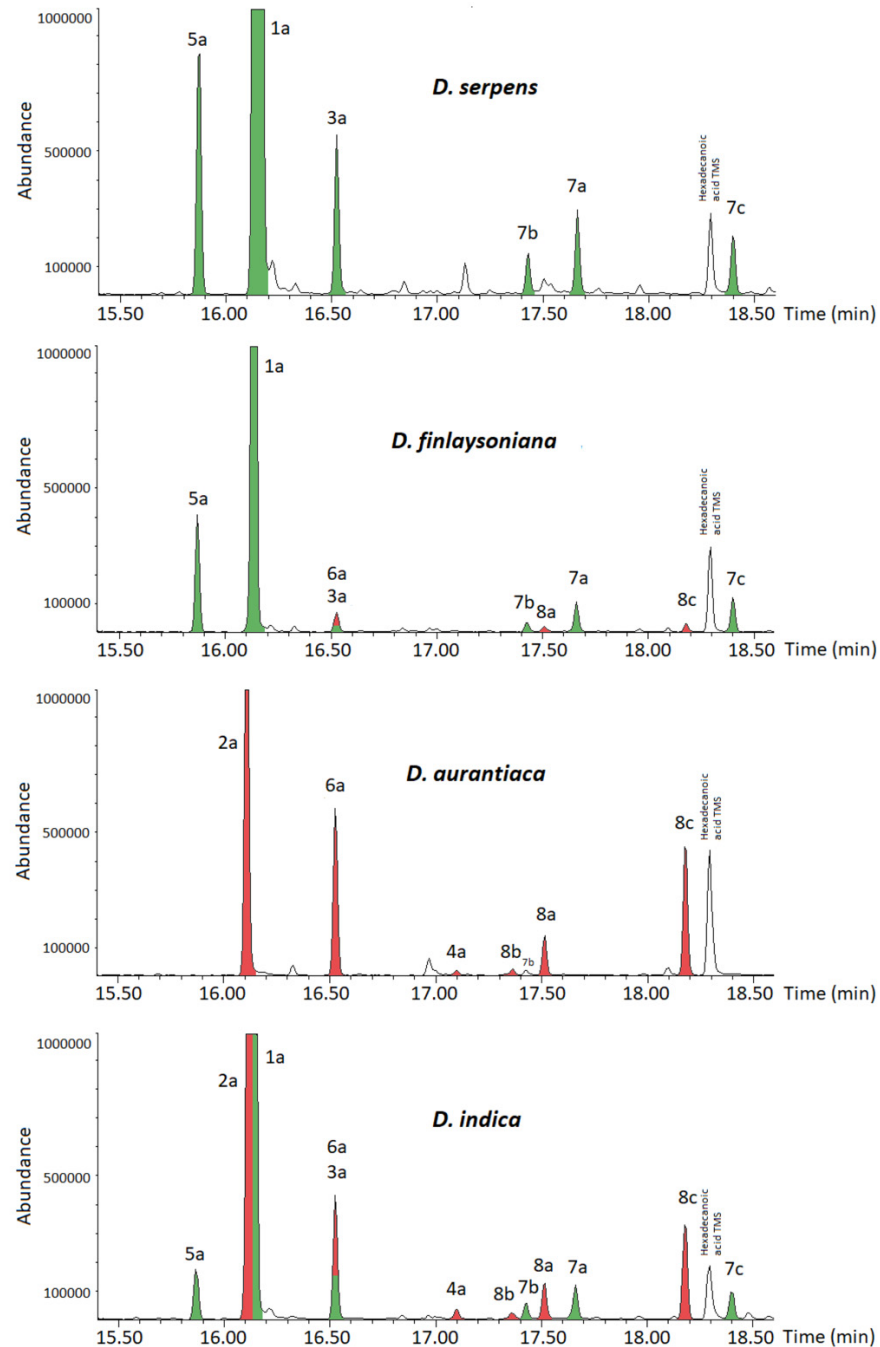 1000000
5a
1a
D. serpens
3a
Abundance
500000
7a
Hexadecanoic
acid TMS
7b
7c
100000
15.50 16.00 16.50 17.00 17.50 18.00 18.50 Time (min)
1000000
1a
D. finlaysoniana
Abundance
500000
5a
Hexadecanoic
acid TMS
6a
3a
7a
7b
8a
8c
7c
100000
15.50 16.00 16.50 17.00 17.50 18.00 18.50 Time (min)
1000000
2a
D. aurantiaca
6a
Abundance
500000
8c
Hexadecanoic
acid TMS
8a
4a
8b
7b
100000
15.50 16.00 16.50 17.00 17.50 18.00 18.50 Time (min)
1000000
2a
1a
D. indica
6a
3a
Abundance
500000
8c
Hexadecanoic
acid TMS
5a
4a
8b
7b
8a
7a
7c
100000
15.50 16.00 16.50 17.00 17.50 18.00 18.50 Time (min)